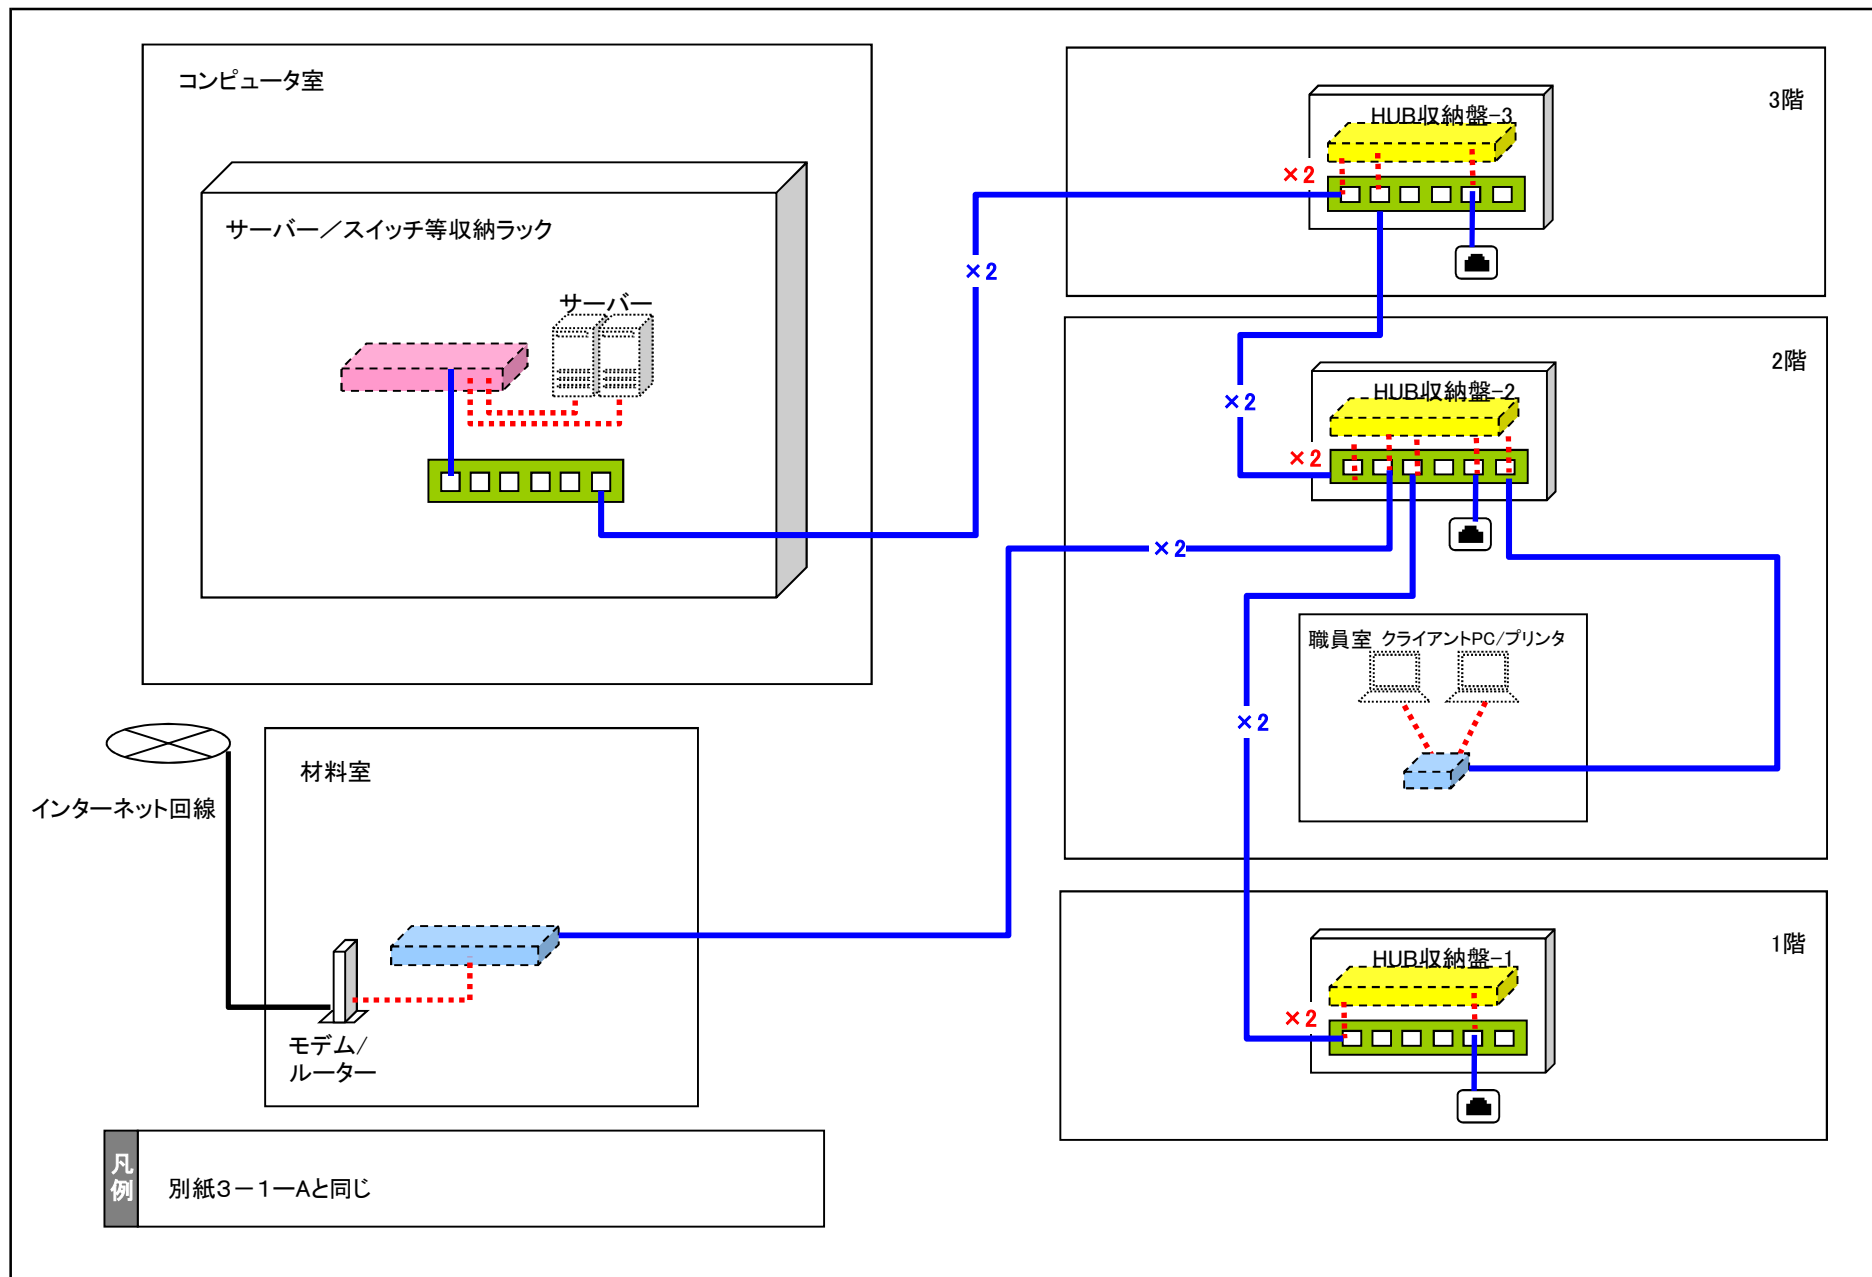 コンピュータ室
サーバー／スイッチ等収納ラック
サーバー
×2
3階
HUB収納盤-3
×2
2階
HUB収納盤-2
×2
×2
×2
職員室 クライアントPC/プリンタ
×2
インターネット回線
材料室
モデム/
ルーター
1階
HUB収納盤-1
×2
凡例
別紙3－1ーAと同じ